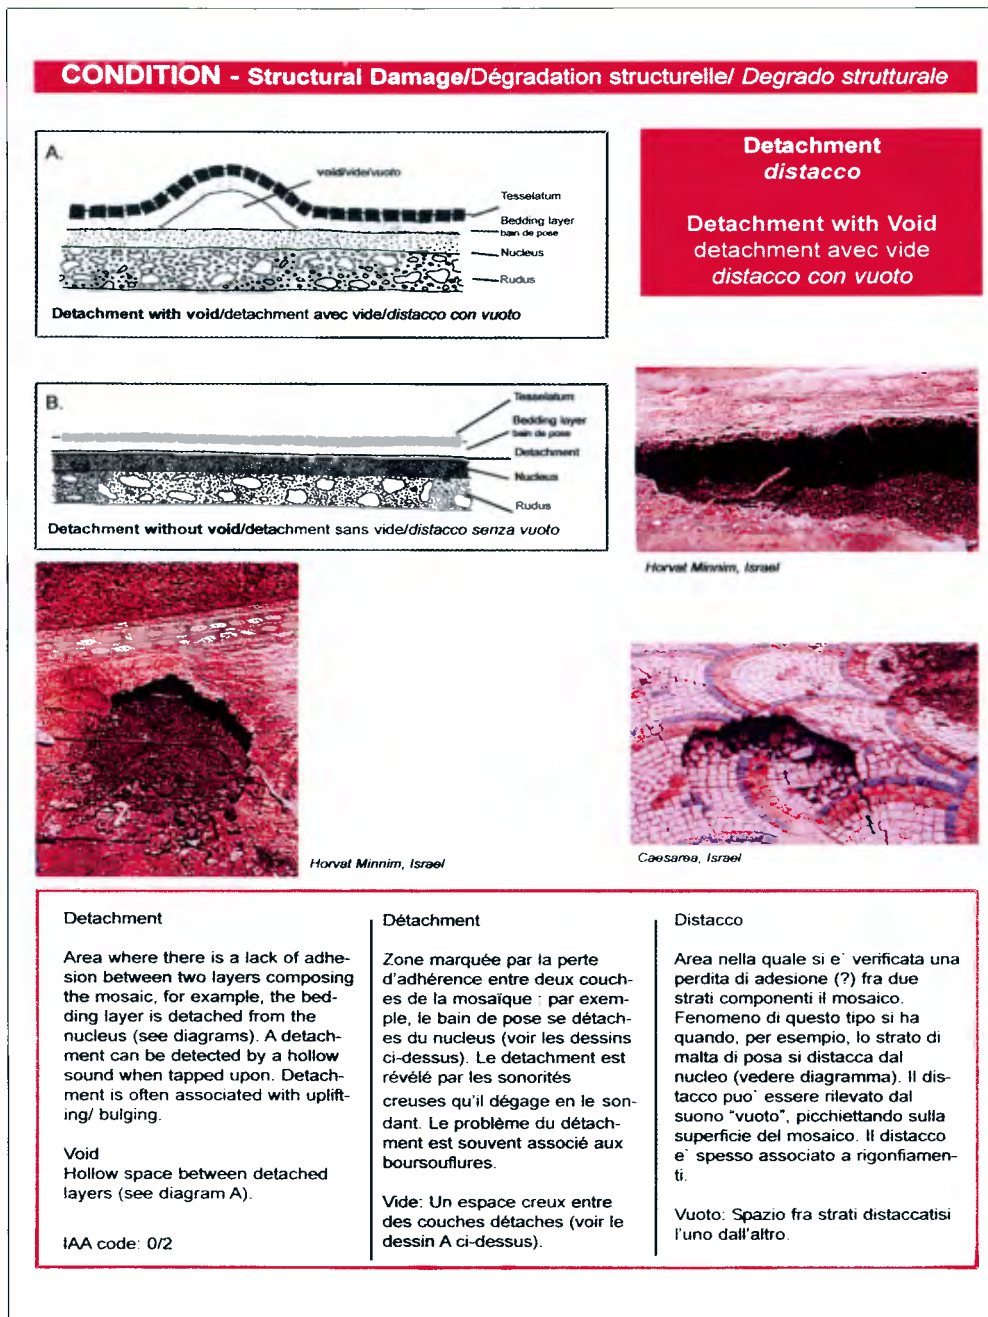 CONDITION - Structural Damage/Dégradation structurelle/ Degrado strutturale
A.
void/vide/vuoto
Tesselatum
Bedding layer
bain de pose
Nucleus
Rudus
Detachment with void/detachment avec vide/distacco con vuoto
Detachment
distacco
Detachment with Void
detachment avec vide
distacco con vuoto
B.
Tesselatum
Bedding layer
bain de pose
Detachment
Nucleus
Rudus
Detachment without void/detachment sans vide/distacco senza vuoto
Horvat Minnim, Israel
Horvat Minnim, Israel
Caesarea, Israel
Detachment
Area where there is a lack of adhe-
sion between two layers composing
the mosaic, for example, the bed-
ding layer is detached from the
nucleus (see diagrams). A detach-
ment can be detected by a hollow
sound when tapped upon. Detach-
ment is often associated with uplift-
ing/ bulging.
Void
Hollow space between detached
layers (see diagram A).
IAA code: 0/2
Détachment
Zone marquée par la perte
d'adhérence entre deux couch-
es de la mosaïque : par exem-
ple, le bain de pose se détach-
es du nucleus (voir les dessins
ci-dessus). Le detachment est
révélé par les sonorités
creuses qu'il dégage en le son-
dant. Le problème du détach-
ment est souvent associé aux
boursouflures.
Vide: Un espace creux entre
des couches détaches (voir le
dessin A ci-dessus).
Distacco
Area nella quale si e` verificata una
perdita di adesione (?) fra due
strati componenti il mosaico.
Fenomeno di questo tipo si ha
quando, per esempio, lo strato di
malta di posa si distacca dal
nucleo (vedere diagramma). Il dis-
tacco puo` essere rilevato dal
suono "vuoto", picchiettando sulla
superficie del mosaico. Il distacco
e` spesso associato a rigonfiamen-
ti.
Vuoto: Spazio fra strati distaccatisi
l'uno dall'altro.